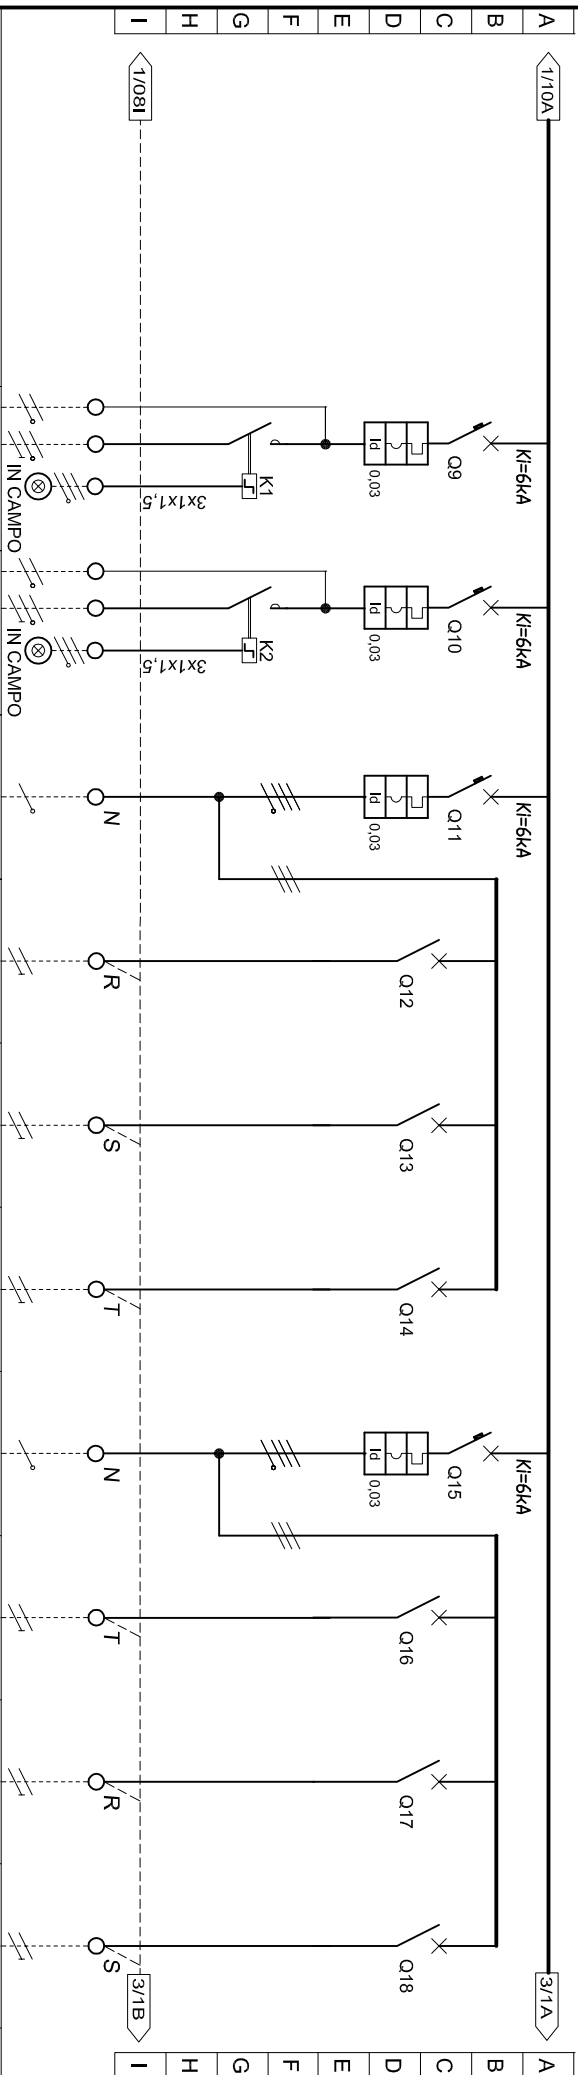 A B C D E F G H I
1/10A
1/08I
Ki=6kA Ki=6kA Ki=6kA Ki=6kA
Q9 Q10 Q11 Q15
Id Id Id Id
0,03 0,03 0,03 0,03
Q12 Q13 Q14 Q16 Q17 Q18
K1 K2
3x1x1,5 3x1x1,5
N R S T N T R S
IN CAMPO IN CAMPO
3/1A
3/1B
A B C D E F G H I